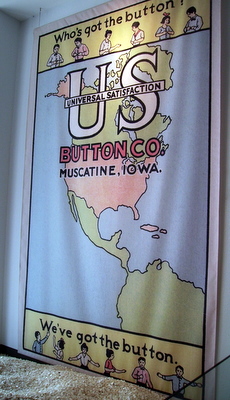 Who's got the button?
US
UNIVERSAL SATISFACTION
BUTTON CO.
MUSCATINE, IOWA.
We've got the button.